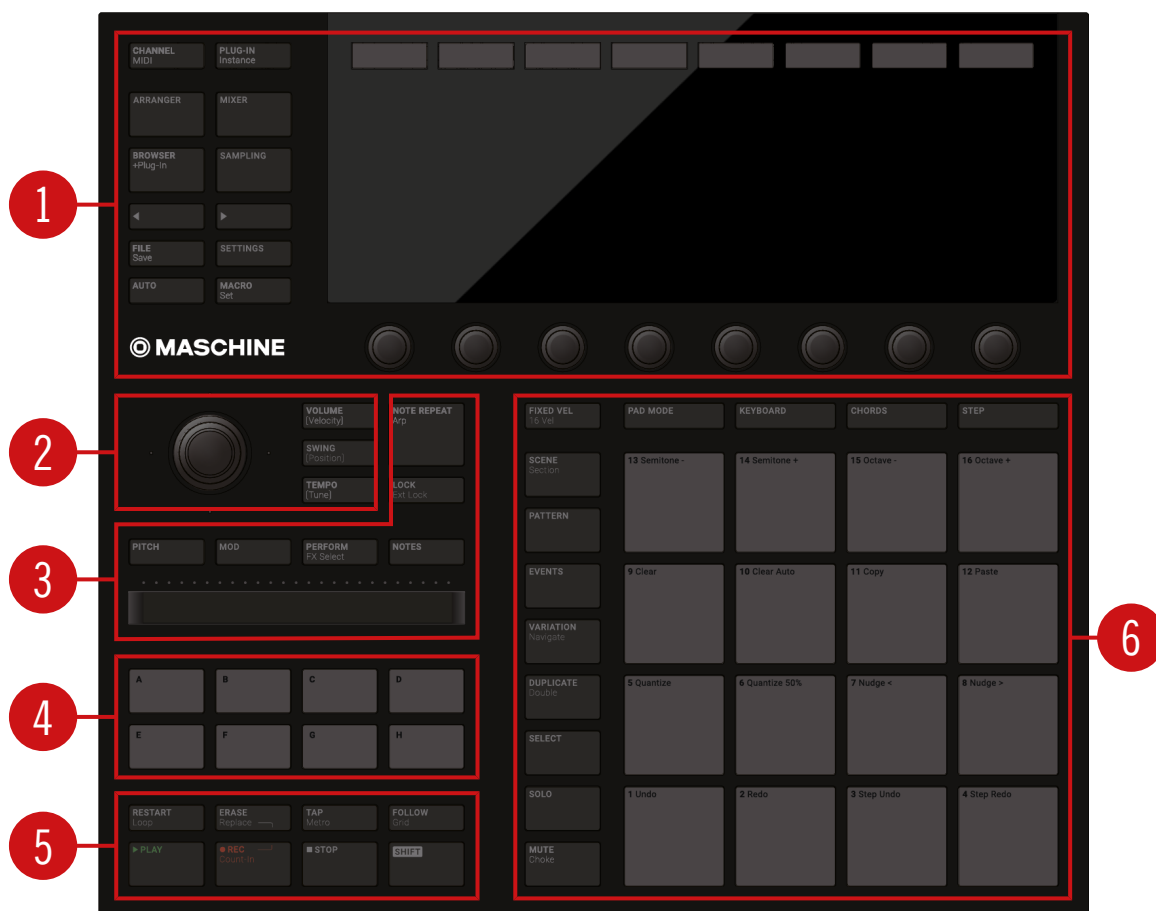 CHANNEL
MIDI
PLUG-IN
Instance
ARRANGER
MIXER
BROWSER
+Plug-In
SAMPLING
FILE
Save
SETTINGS
AUTO
MACRO
Set
MASCHINE
1
VOLUME
[Velocity]
SWING
[Position]
TEMPO
[Tune]
2
NOTE REPEAT
Arp
LOCK
Ext Lock
PITCH
MOD
PERFORM
FX Select
NOTES
3
A
B
C
D
E
F
G
H
4
RESTART
Loop
ERASE
Replace
TAP
Metro
FOLLOW
Grid
PLAY
REC
Count-In
STOP
SHIFT
5
FIXED VEL
16 Vel
PAD MODE
KEYBOARD
CHORDS
STEP
SCENE
Section
PATTERN
EVENTS
VARIATION
Navigate
DUPLICATE
Double
SELECT
SOLO
MUTE
Choke
13 Semitone -
14 Semitone +
15 Octave -
16 Octave +
9 Clear
10 Clear Auto
11 Copy
12 Paste
5 Quantize
6 Quantize 50%
7 Nudge <
8 Nudge >
1 Undo
2 Redo
3 Step Undo
4 Step Redo
6